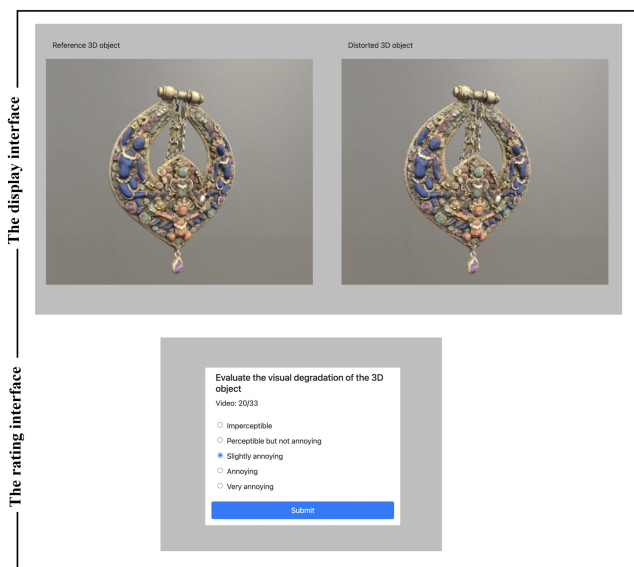 The display interface
Reference 3D object
Distorted 3D object
The rating interface
Evaluate the visual degradation of the 3D
object
Video: 20/33
Imperceptible
Perceptible but not annoying
Slightly annoying
Annoying
Very annoying
Submit